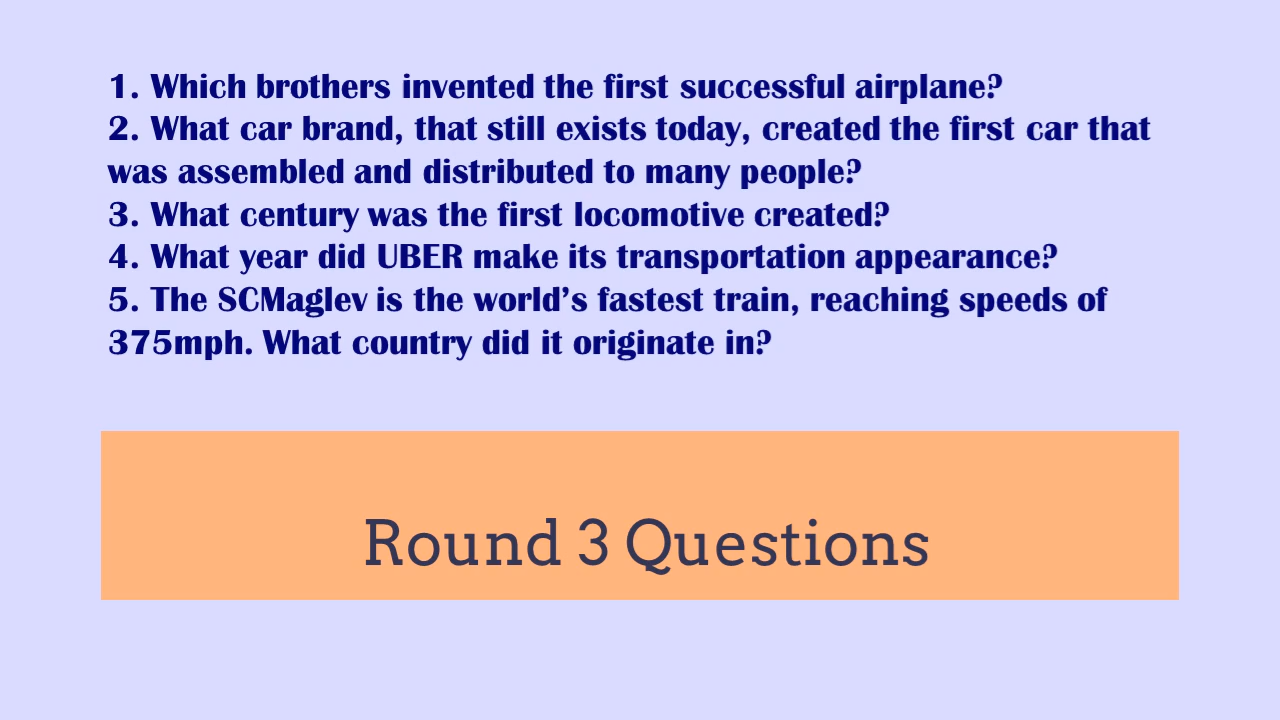 1. Which brothers invented the first successful airplane?
2. What car brand, that still exists today, created the first car that
was assembled and distributed to many people?
3. What century was the first locomotive created?
4. What year did UBER make its transportation appearance?
5. The SCMaglev is the world’s fastest train, reaching speeds of
375mph. What country did it originate in?
Round 3 Questions